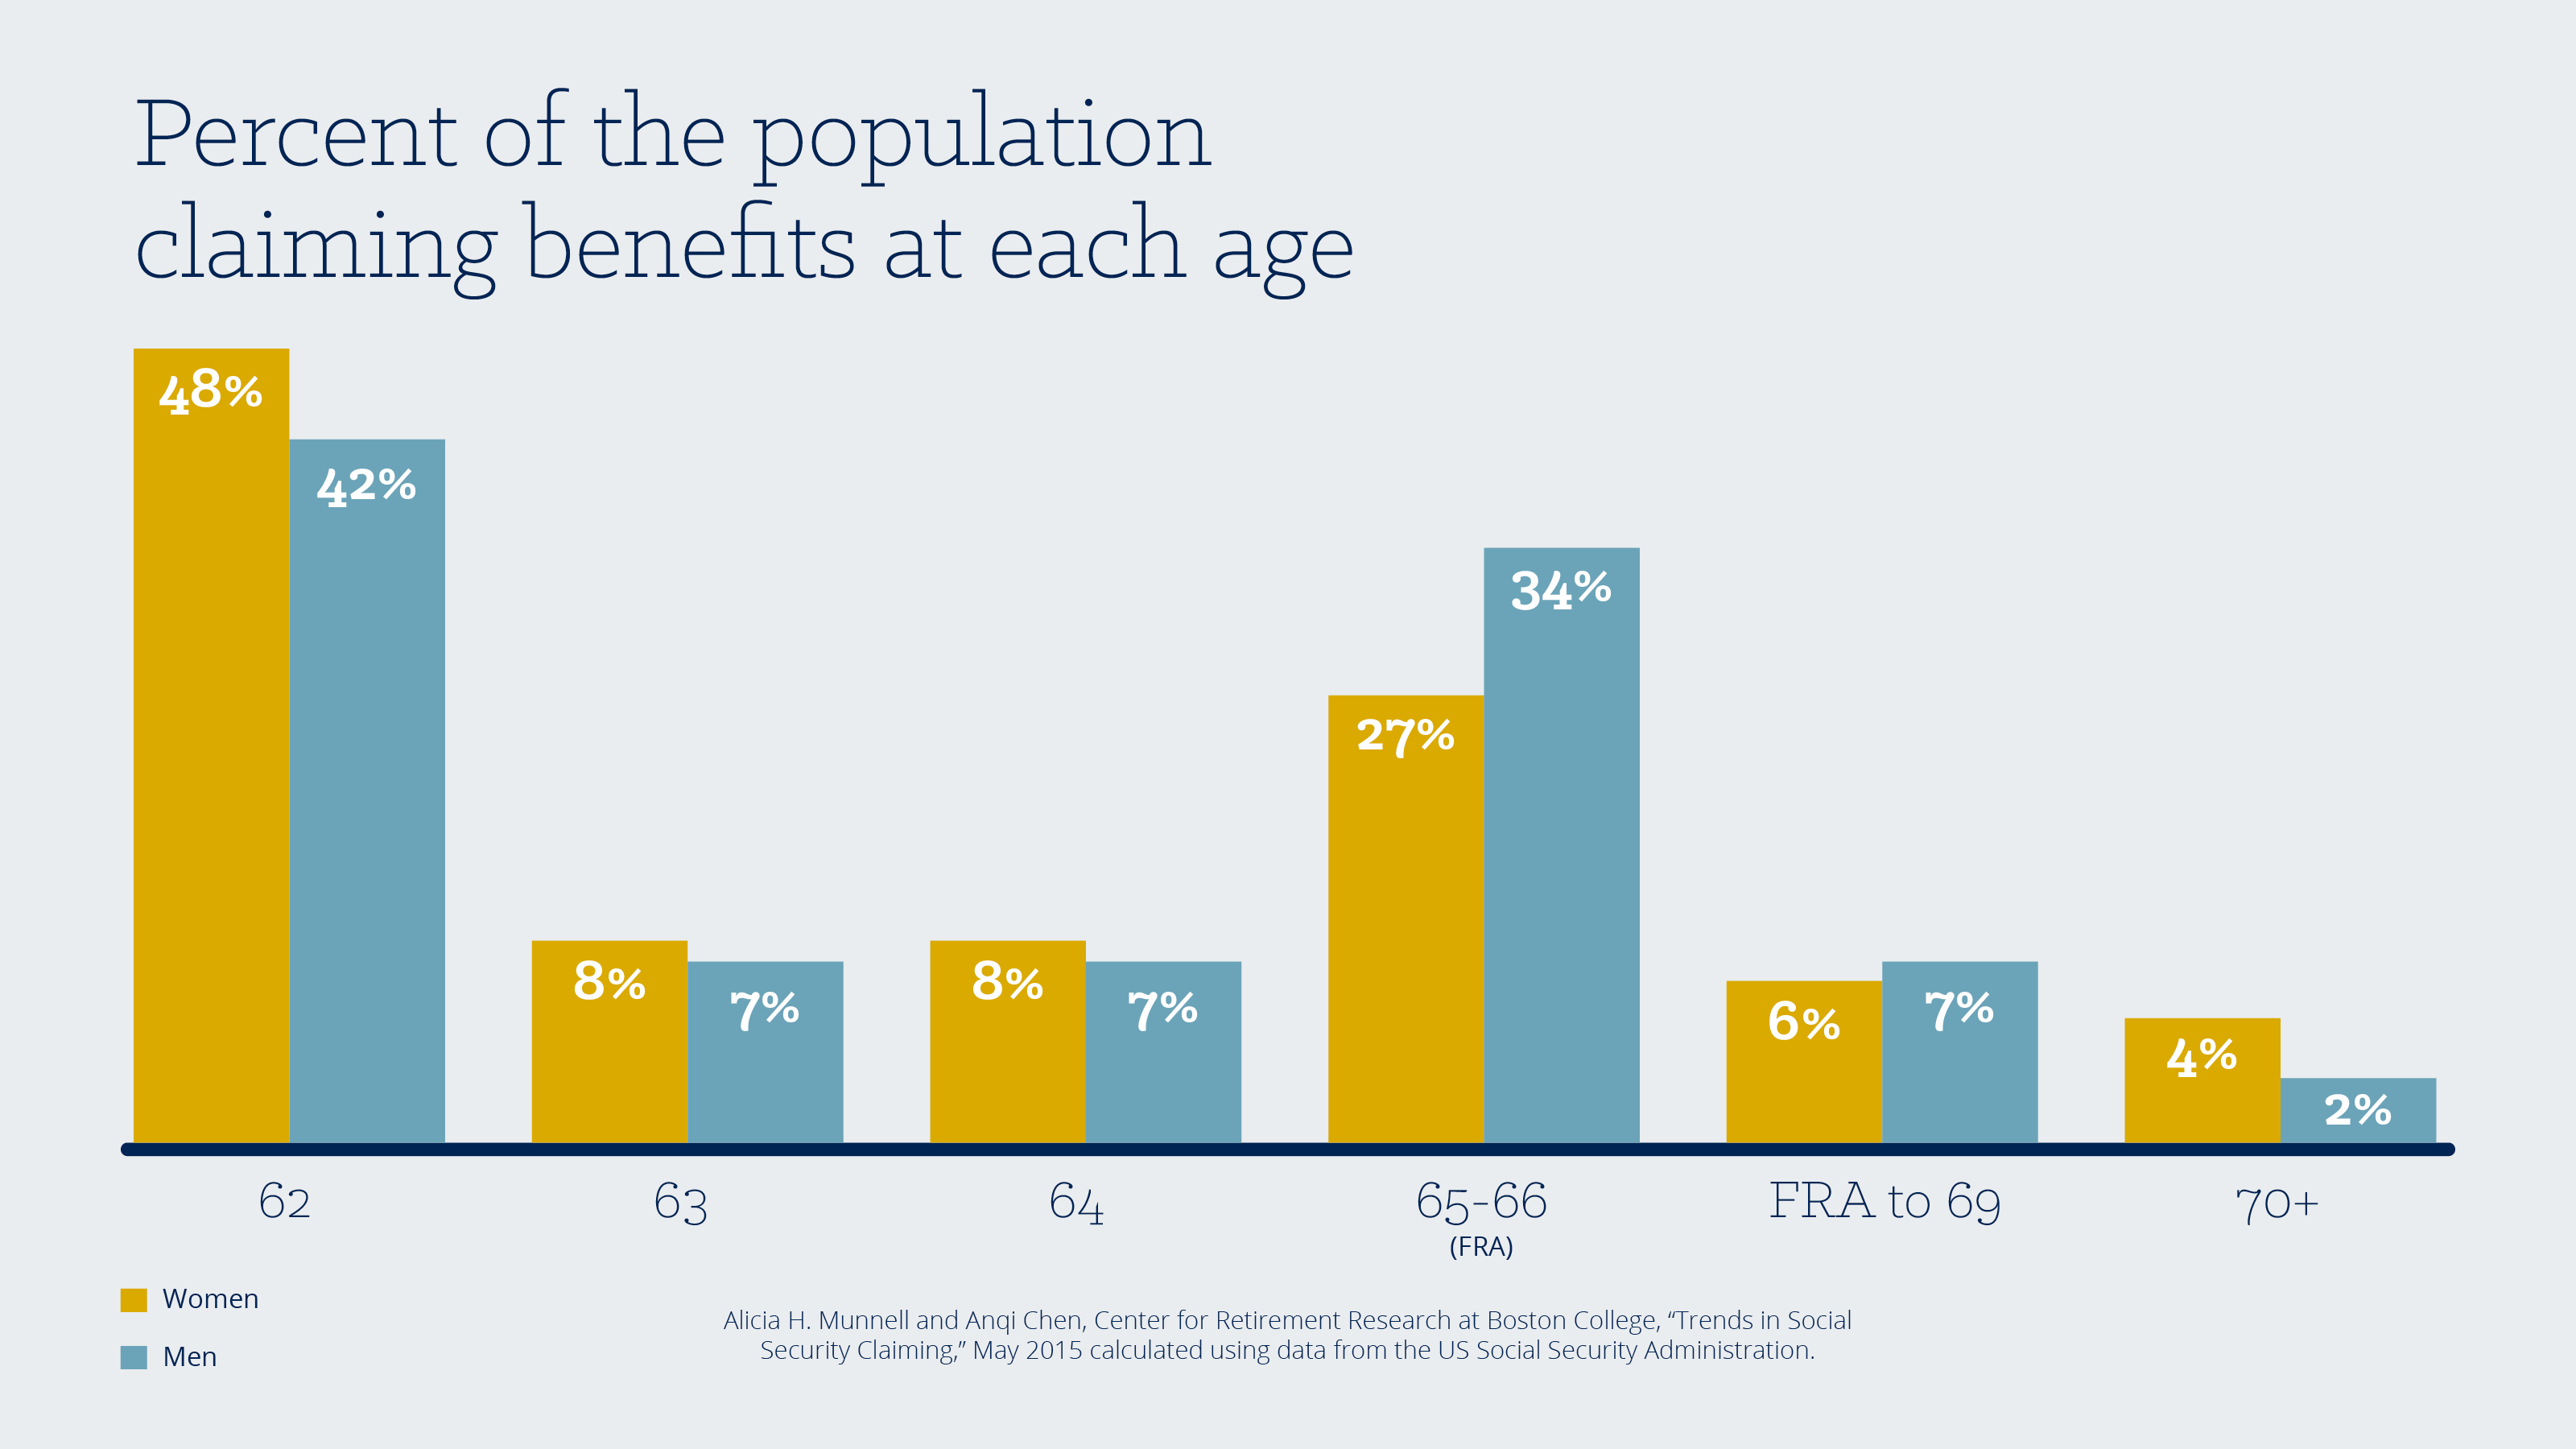 Percent of the population
claiming benefits at each age
48%
42%
8%
7%
8%
7%
27%
34%
6%
7%
4%
2%
62
63
64
65-66
(FRA)
FRA to 69
70+
Women
Men
Alicia H. Munnell and Anqi Chen, Center for Retirement Research at Boston College, “Trends in Social
Security Claiming,” May 2015 calculated using data from the US Social Security Administration.